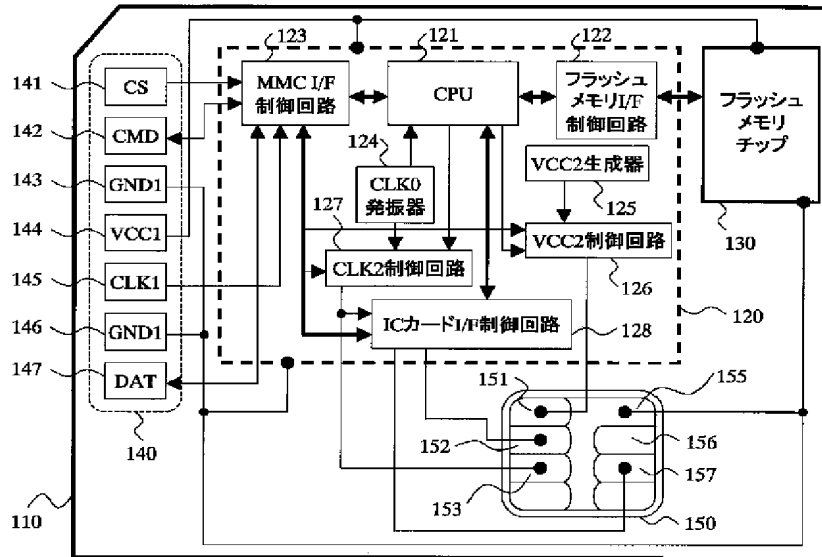 123
121
122
141
CS
MMC I/F
制御回路
CPU
フラッシュ
メモリI/F
制御回路
フラッシュ
メモリ
チップ
142
CMD
124
143
GND1
CLK0
発振器
VCC2生成器
127
125
144
VCC1
130
VCC2制御回路
CLK2制御回路
145
CLK1
126
146
GND1
ICカードI/F制御回路
128
120
147
DAT
151
155
140
152
156
157
153
110
150